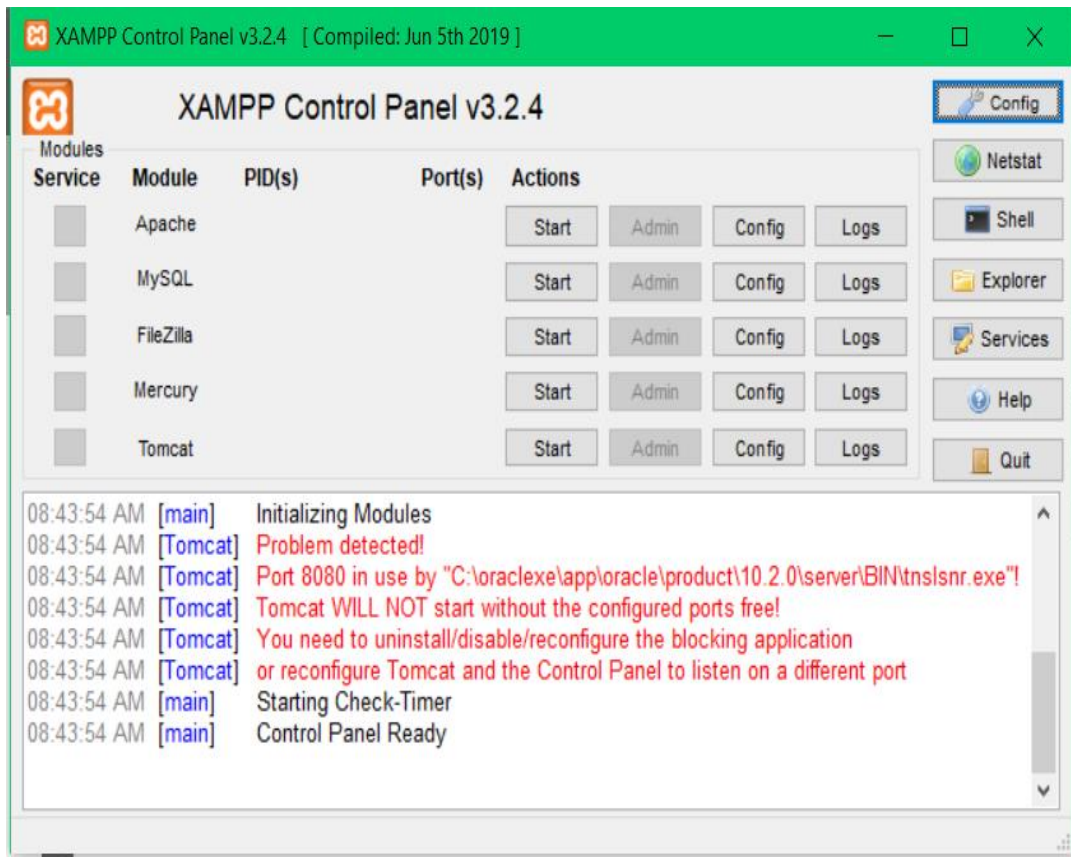 XAMPP Control Panel v3.2.4 [ Compiled: Jun 5th 2019 ]
XAMPP Control Panel v3.2.4
Config
Netstat
Shell
Explorer
Services
Help
Quit
Modules
Service Module PID(s) Port(s) Actions
Apache Start Admin Config Logs
MySQL Start Admin Config Logs
FileZilla Start Admin Config Logs
Mercury Start Admin Config Logs
Tomcat Start Admin Config Logs
08:43:54 AM [main] Initializing Modules
08:43:54 AM [Tomcat] Problem detected!
08:43:54 AM [Tomcat] Port 8080 in use by "C:\oraclexe\app\oracle\product\10.2.0\server\BIN\tnslsnr.exe"!
08:43:54 AM [Tomcat] Tomcat WILL NOT start without the configured ports free!
08:43:54 AM [Tomcat] You need to uninstall/disable/reconfigure the blocking application
08:43:54 AM [Tomcat] or reconfigure Tomcat and the Control Panel to listen on a different port
08:43:54 AM [main] Starting Check-Timer
08:43:54 AM [main] Control Panel Ready